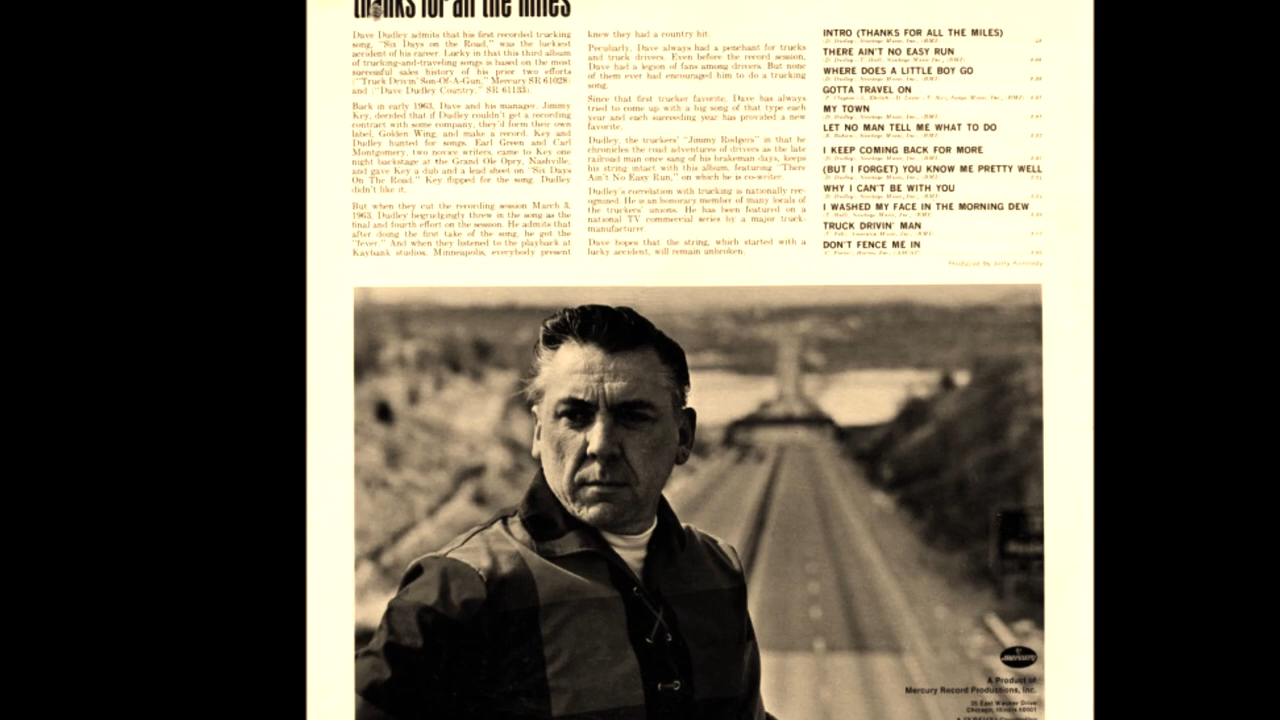 thanks for all the miles
Dave Dudley admits that his first recorded trucking
song, "Six Days on the Road," was the luckiest
accident of his career. Lucky in that this third album
of trucking-and-traveling songs is based on the most
successful sales history of his prior two efforts
("Truck Drivin' Son-Of-A-Gun," Mercury SR 61028)
and ("Dave Dudley Country," SR 61133).
Back in early 1963, Dave and his manager, Jimmy
Key, decided that if Dudley couldn't get a recording
contract with some company, they'd form their own
label, Golden Wing, and make a record. Key and
Dudley hunted for songs. Earl Green and Carl
Montgomery, two novice writers, came to Key one
night backstage at the Grand Ole Opry, Nashville,
and gave Key a dub and a lead sheet on "Six Days
On The Road." Key flipped for the song. Dudley
didn't like it.
But when they cut the recording session March 3,
1963, Dudley begrudgingly threw in the song as the
final and fourth effort on the session. He admits that
after doing the first take of the song, he got the
"fever." And when they listened to the playback at
Kaybank studios, Minneapolis, everybody present
knew they had a country hit.
Peculiarly, Dave always had a penchant for trucks
and truck drivers. Even before the record session,
Dave had a legion of fans among drivers. But none
of them ever had encouraged him to do a trucking
song.
Since that first trucker favorite, Dave has always
tried to come up with a big song of that type each
year and each succeeding year has provided a new
favorite.
Dudley, the truckers' "Jimmy Rodgers" in that he
chronicles the road adventures of drivers as the late
railroad man once sang of his brakeman days, keeps
his string intact with this album, featuring "There
Ain't No Easy Run," on which he is co-writer.
Dudley's correlation with trucking is nationally rec-
ognized. He is an honorary member of many locals of
the truckers' unions. He has been featured on a
national TV commercial series by a major truck-
manufacturer.
Dave hopes that the string, which started with a
lucky accident, will remain unbroken.
INTRO (THANKS FOR ALL THE MILES)
THERE AIN'T NO EASY RUN
WHERE DOES A LITTLE BOY GO
GOTTA TRAVEL ON
MY TOWN
LET NO MAN TELL ME WHAT TO DO
I KEEP COMING BACK FOR MORE
(BUT I FORGET) YOU KNOW ME PRETTY WELL
WHY I CAN'T BE WITH YOU
I WASHED MY FACE IN THE MORNING DEW
TRUCK DRIVIN' MAN
DON'T FENCE ME IN
Produced by Jerry Kennedy
mercury
A Product of
Mercury Record Productions, Inc.
35 East Wacker Drive
Chicago, Illinois 60601